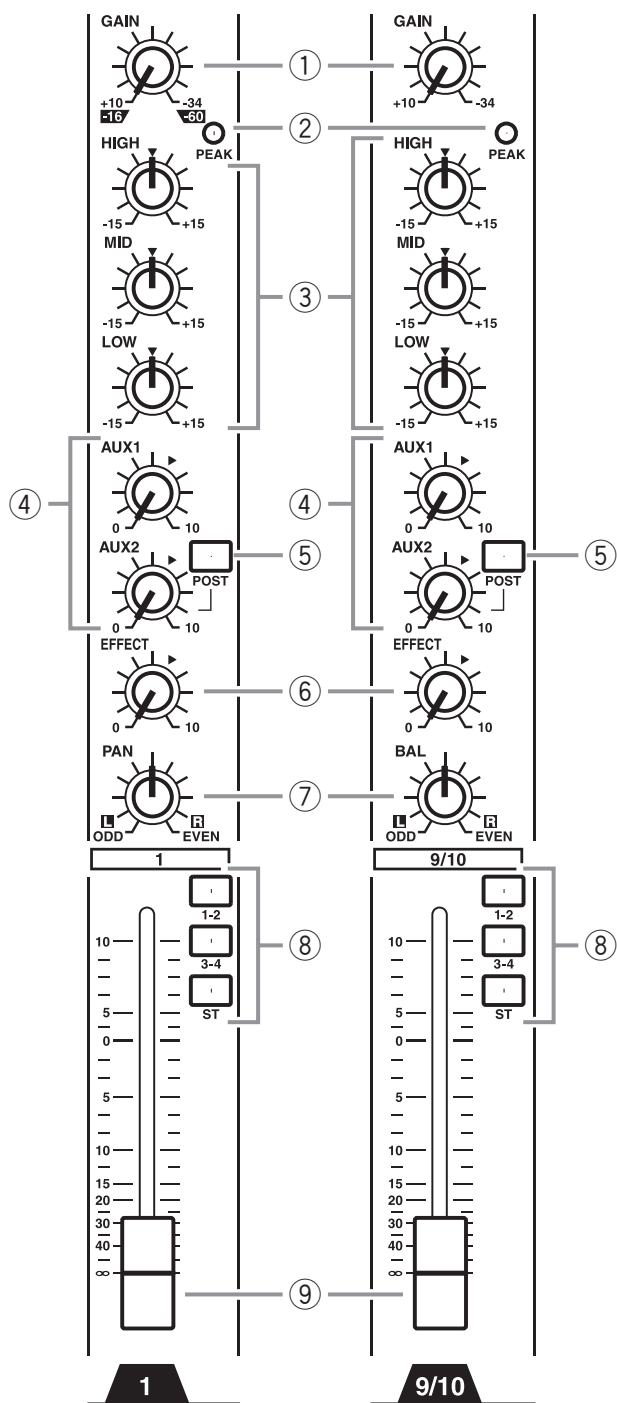 GAIN GAIN
①
+10 -34 +10 -34
-16 -60
②
PEAK PEAK
HIGH HIGH
-15 +15 -15 +15
MID MID
③
-15 +15 -15 +15
LOW LOW
-15 +15 -15 +15
AUX1 AUX1
④ ④
0 10 0 10
AUX2 AUX2
⑤ ⑤
POST POST
0 10 0 10
EFFECT EFFECT
⑥
0 10 0 10
PAN BAL
⑦
L R L R
ODD EVEN ODD EVEN
1 9/10
1-2 1-2
10 10
⑧ ⑧
3-4 3-4
5 ST 5 ST
0 0
5 5
10 10
15 15
20 20
30 30
40 40
∞ ∞
⑨
1 9/10